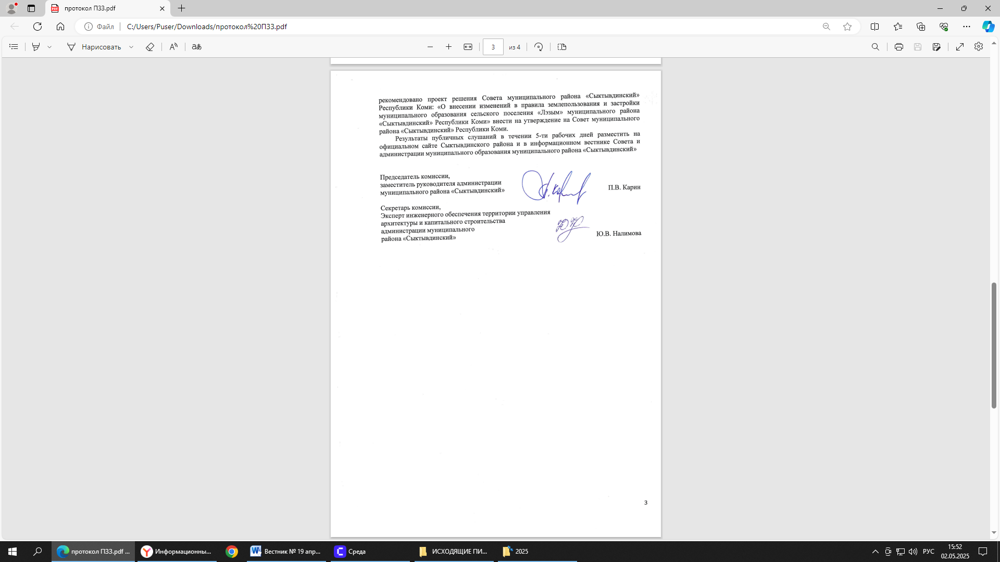 протокол ПЗЗ.pdf
Файл
C:/Users/Puser/Downloads/протокол%20ПЗЗ.pdf
Нарисовать
3
из 4
рекомендовано проект решения Совета муниципального района «Сыктывдинский»
Республики Коми: «О внесении изменений в правила землепользования и застройки
муниципального образования сельского поселения «Лэзым» муниципального района
«Сыктывдинский» Республики Коми» внести на утверждение на Совет муниципального
района «Сыктывдинский» Республики Коми.
Результаты публичных слушаний в течении 5-ти рабочих дней разместить на
официальном сайте Сыктывдинского района и в информационном вестнике Совета и
администрации муниципального образования муниципального района «Сыктывдинский»
Председатель комиссии,
заместитель руководителя администрации
муниципального района «Сыктывдинский»
П.В. Карин
Секретарь комиссии,
Эксперт инженерного обеспечения территории управления
архитектуры и капитального строительства
администрации муниципального
района «Сыктывдинский»
Ю.В. Налимова
3
протокол ПЗЗ.pdf ...
Информационны...
Вестник № 19 апр...
Среда
ИСХОДЯЩИЕ ПИ...
2025
РУС
15:52
02.05.2025